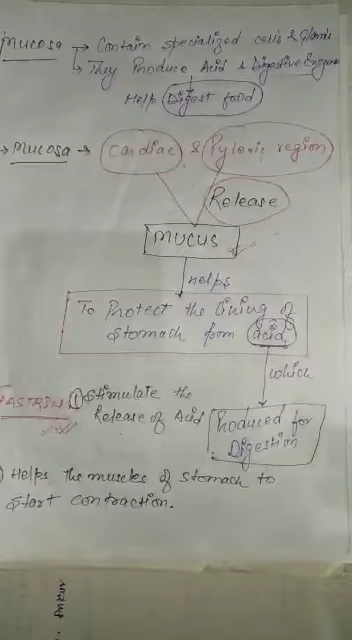 Mucosa → Contain specialized cells & Glands
↳ They Produce Acid & Digestive Enzyme
Help Digest food
→ Mucosa → Cardiac & Pyloric region
Release
MUCUS
Helps
To Protect the lining of
stomach from acid
which
GASTRIN ① Stimulate the
Release of Acid
Produced for
Digestion
) Helps the muscles of stomach to
start contraction.